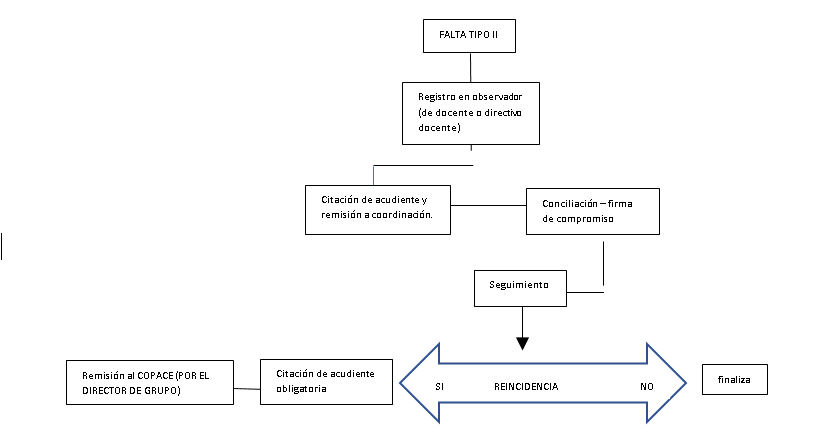 FALTA TIPO II
Registro en observador
(de docente o directivo
docente)
Citación de acudiente y
remisión a coordinación.
Conciliación – firma
de compromiso
Seguimiento
Remisión al COPACE (POR EL
DIRECTOR DE GRUPO)
Citación de acudiente
obligatoria
SI REINCIDENCIA NO
finaliza